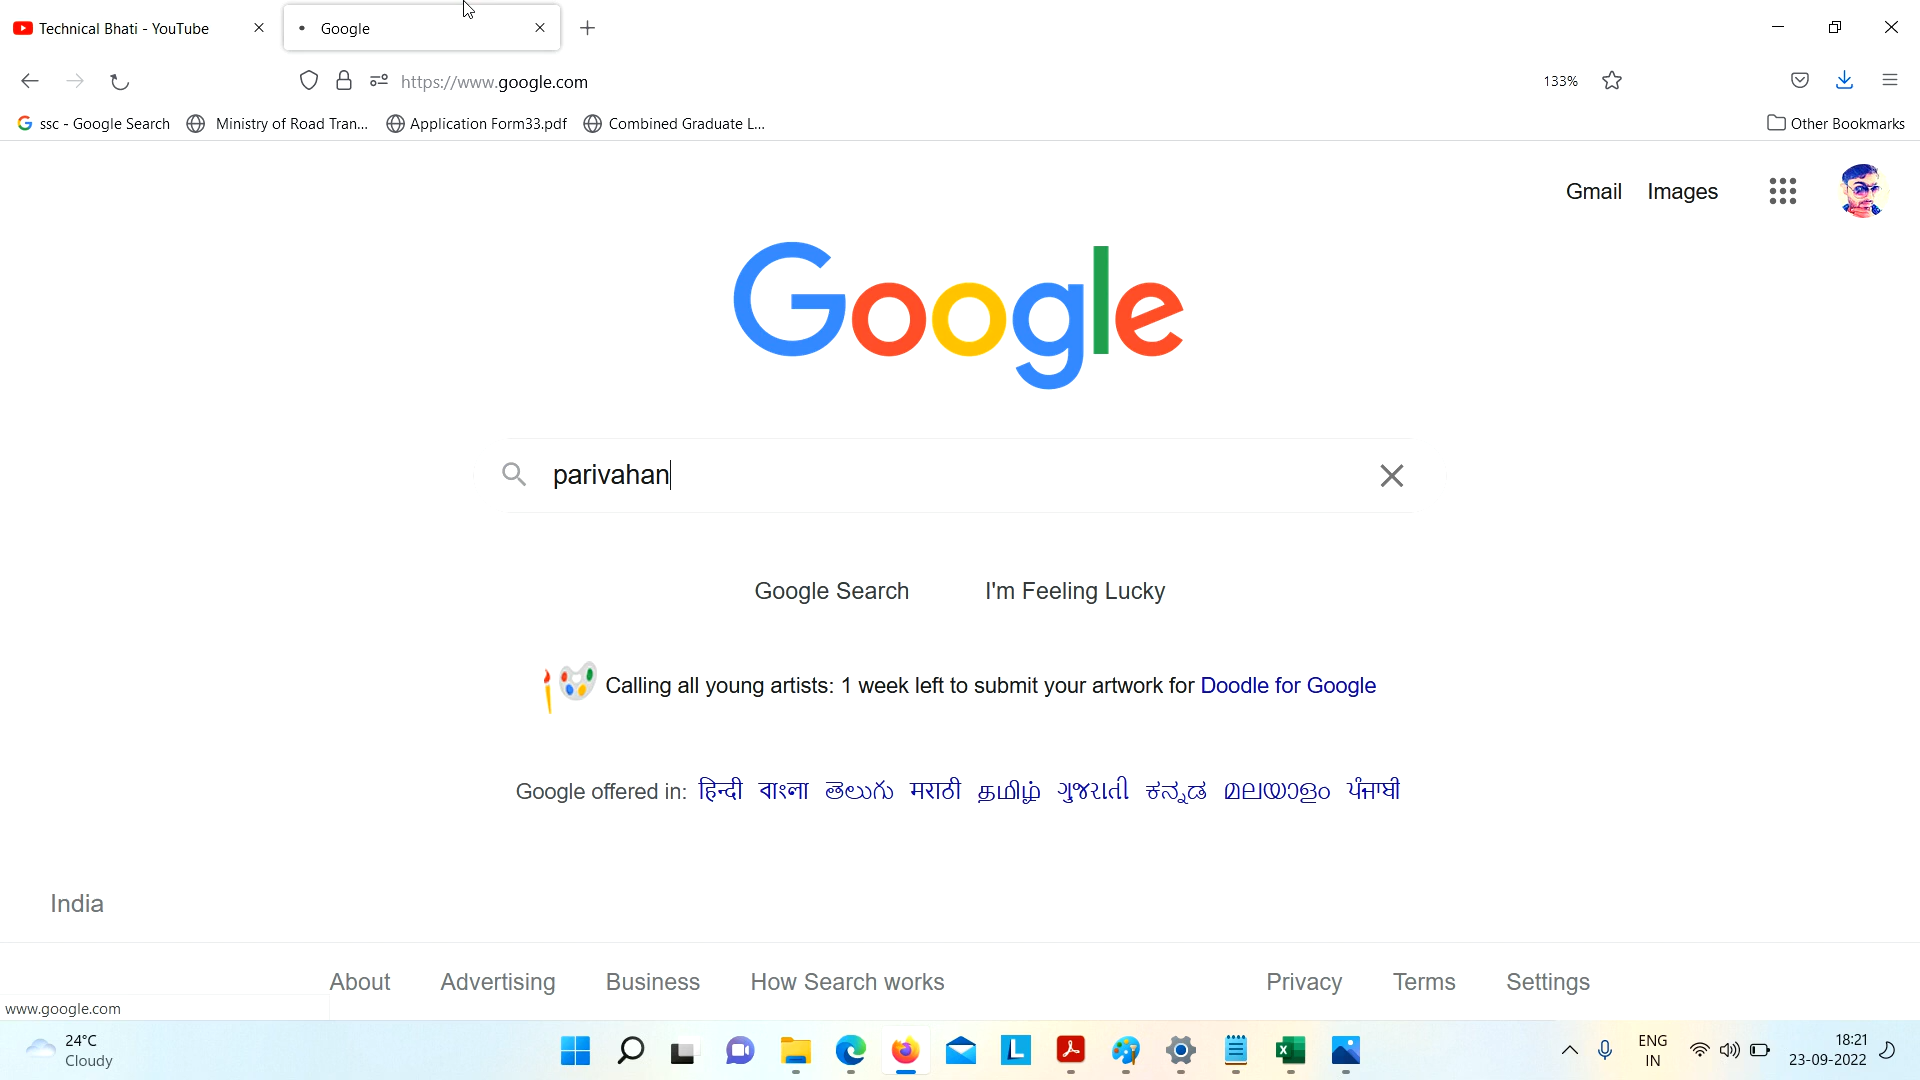 Technical Bhati - YouTube
Google
https://www.google.com
133%
ssc - Google Search
Ministry of Road Tran...
Application Form33.pdf
Combined Graduate L...
Other Bookmarks
Gmail
Images
Google
parivahan
Google Search
I'm Feeling Lucky
Calling all young artists: 1 week left to submit your artwork for Doodle for Google
Google offered in: हिन्दी বাংলা తెలుగు मराठी தமிழ் ગુજરાતી ಕನ್ನಡ മലയാളം ਪੰਜਾਬੀ
India
About
Advertising
Business
How Search works
Privacy
Terms
Settings
www.google.com
24°C
Cloudy
ENG
IN
18:21
23-09-2022